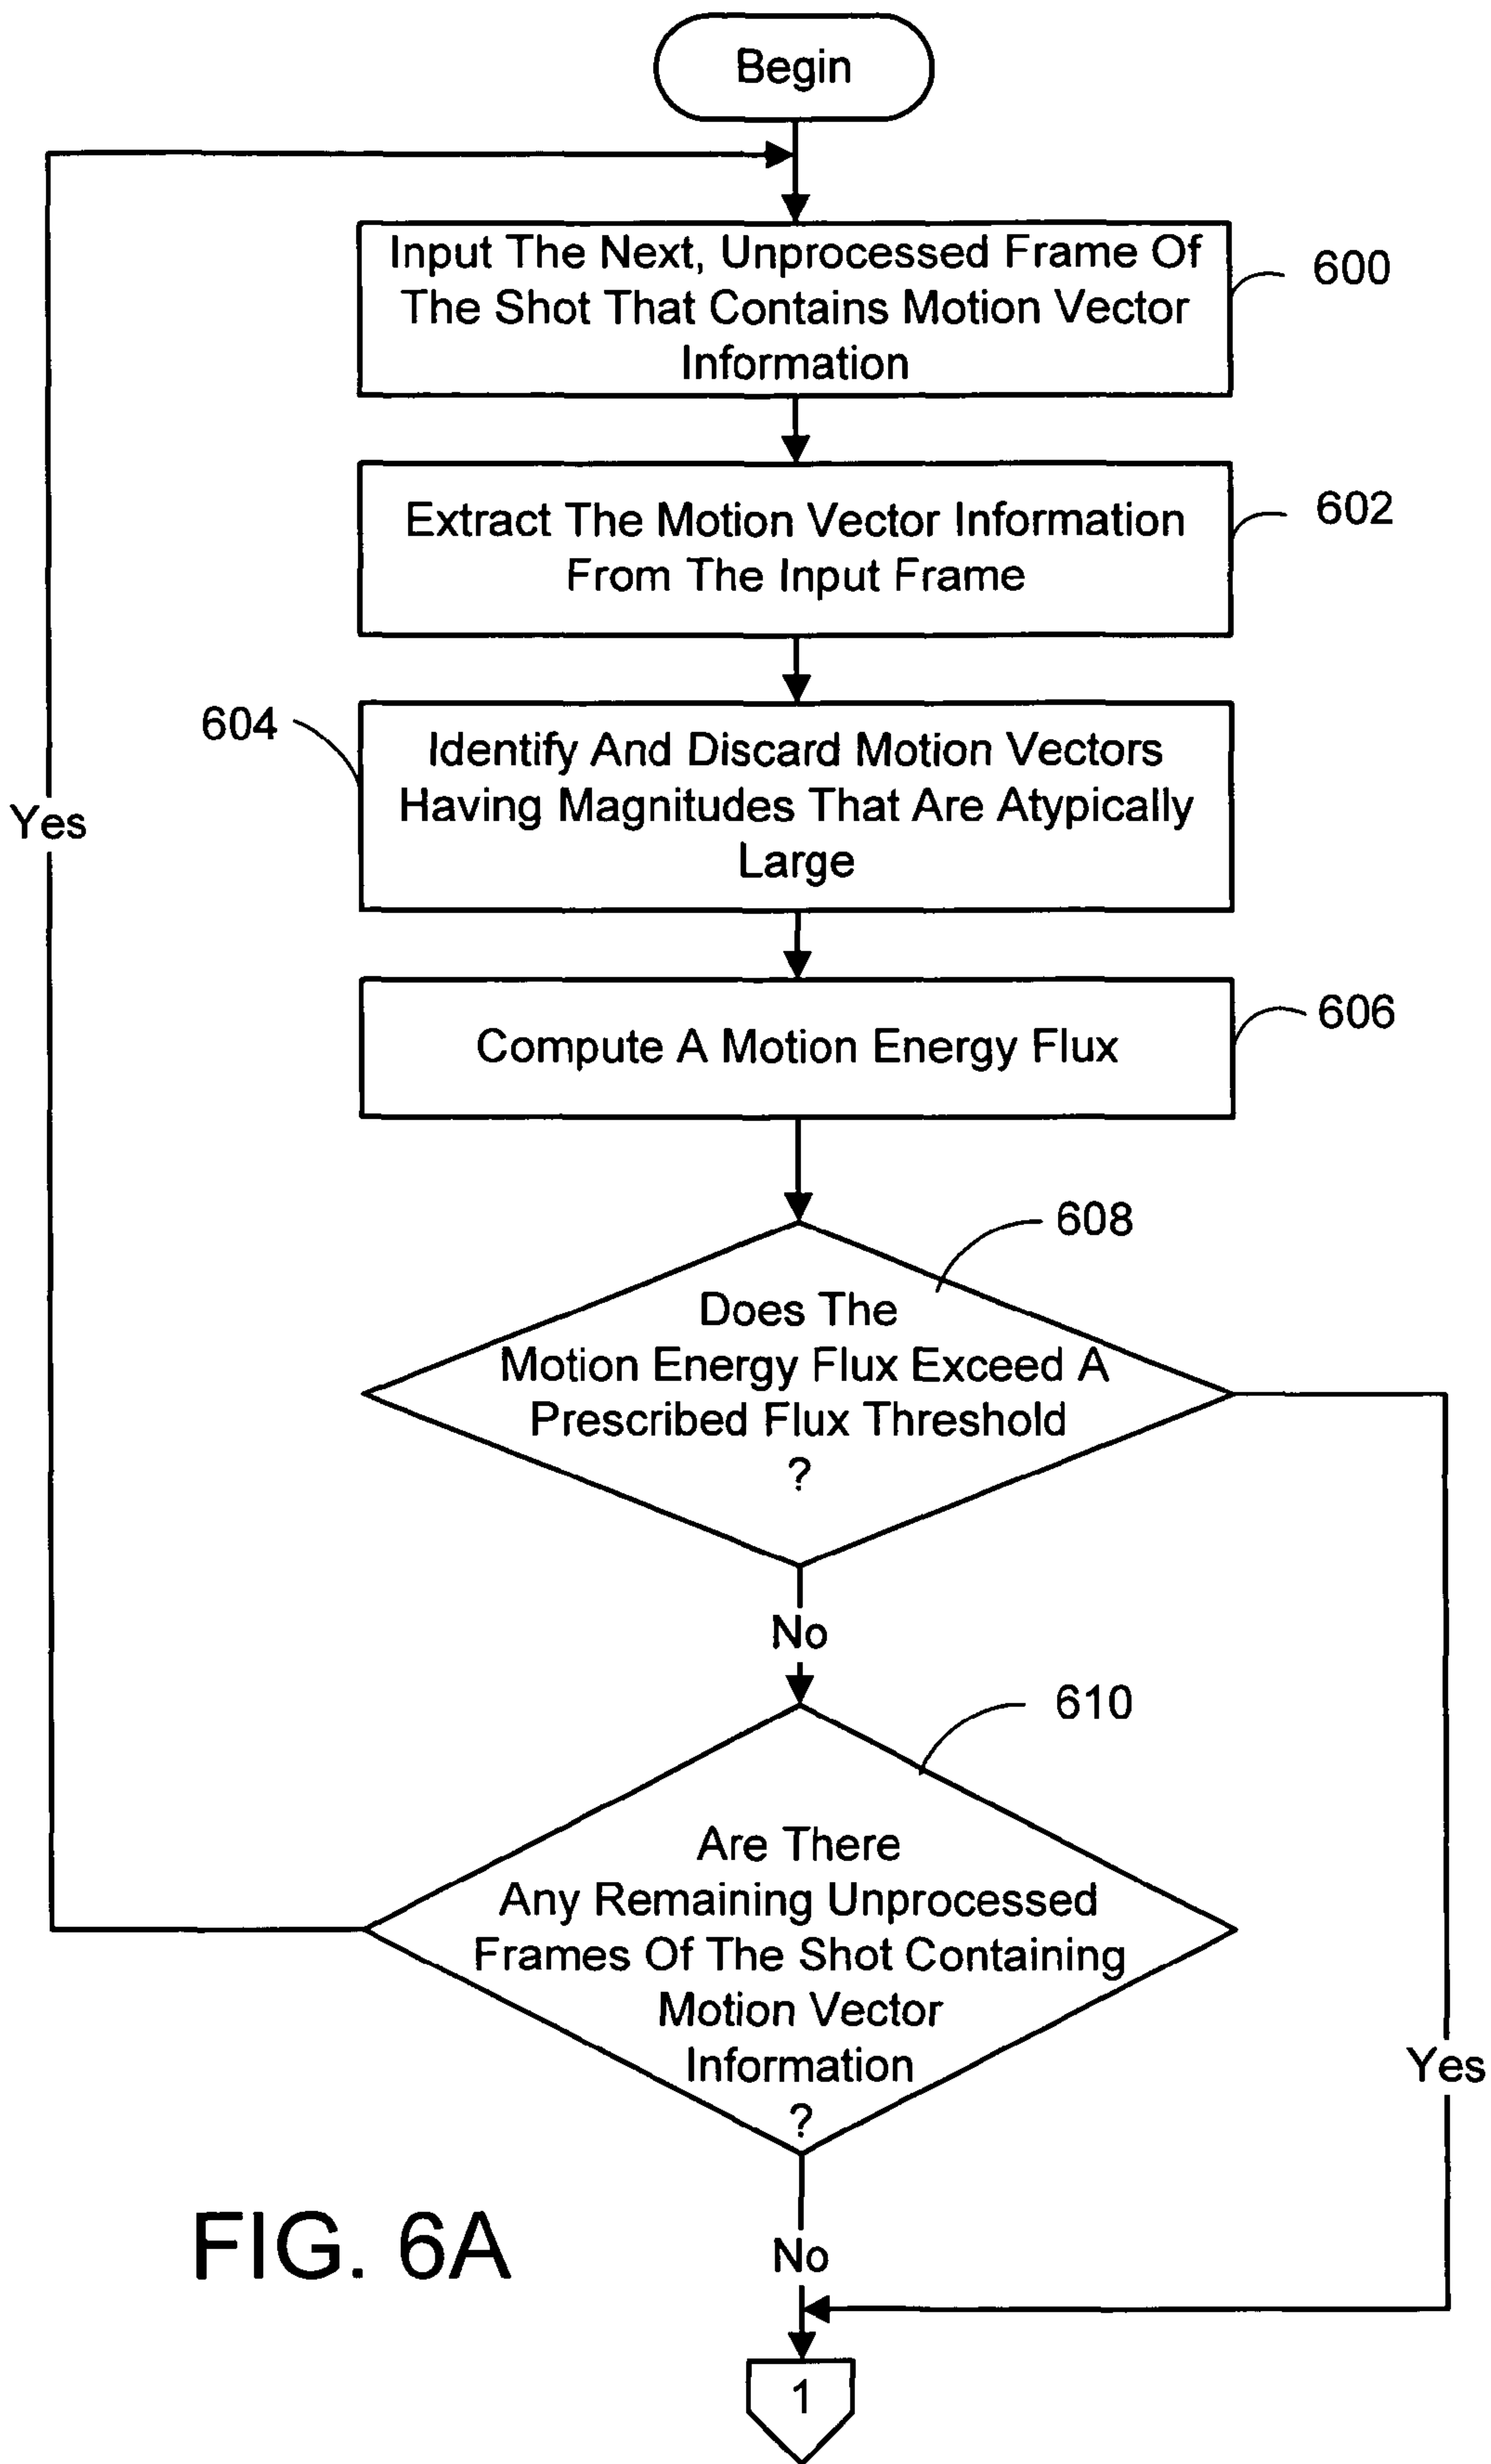 Begin
Input The Next, Unprocessed Frame Of
The Shot That Contains Motion Vector
Information
600
Extract The Motion Vector Information
From The Input Frame
602
604
Identify And Discard Motion Vectors
Having Magnitudes That Are Atypically
Large
Yes
Compute A Motion Energy Flux
606
608
Does The
Motion Energy Flux Exceed A
Prescribed Flux Threshold
?
No
610
Are There
Any Remaining Unprocessed
Frames Of The Shot Containing
Motion Vector
Information
?
Yes
No
FIG. 6A
1